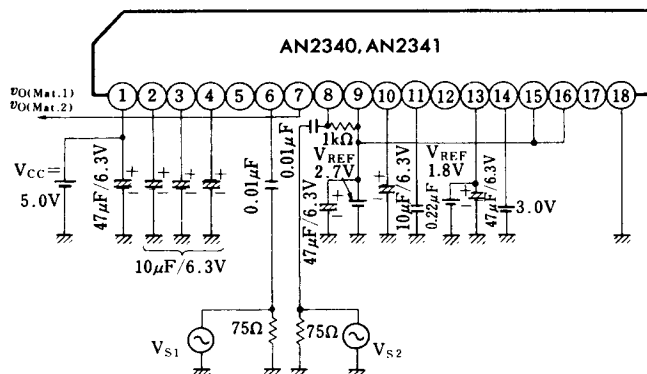 AN2340, AN2341
vO(Mat.1)
vO(Mat.2)
1 2 3 4 5 6 7 8 9 10 11 12 13 14 15 16 17 18
VCC=
5.0V
47μF/6.3V
+
−
+
−
+
−
+
−
10μF/6.3V
0.01μF
0.01μF
1kΩ
VREF
2.7V
47μF/6.3V
+
−
+
−
10μF/6.3V
0.22μF
VREF
1.8V
+
−
47μF/6.3V
3.0V
VS1
75Ω
75Ω
VS2